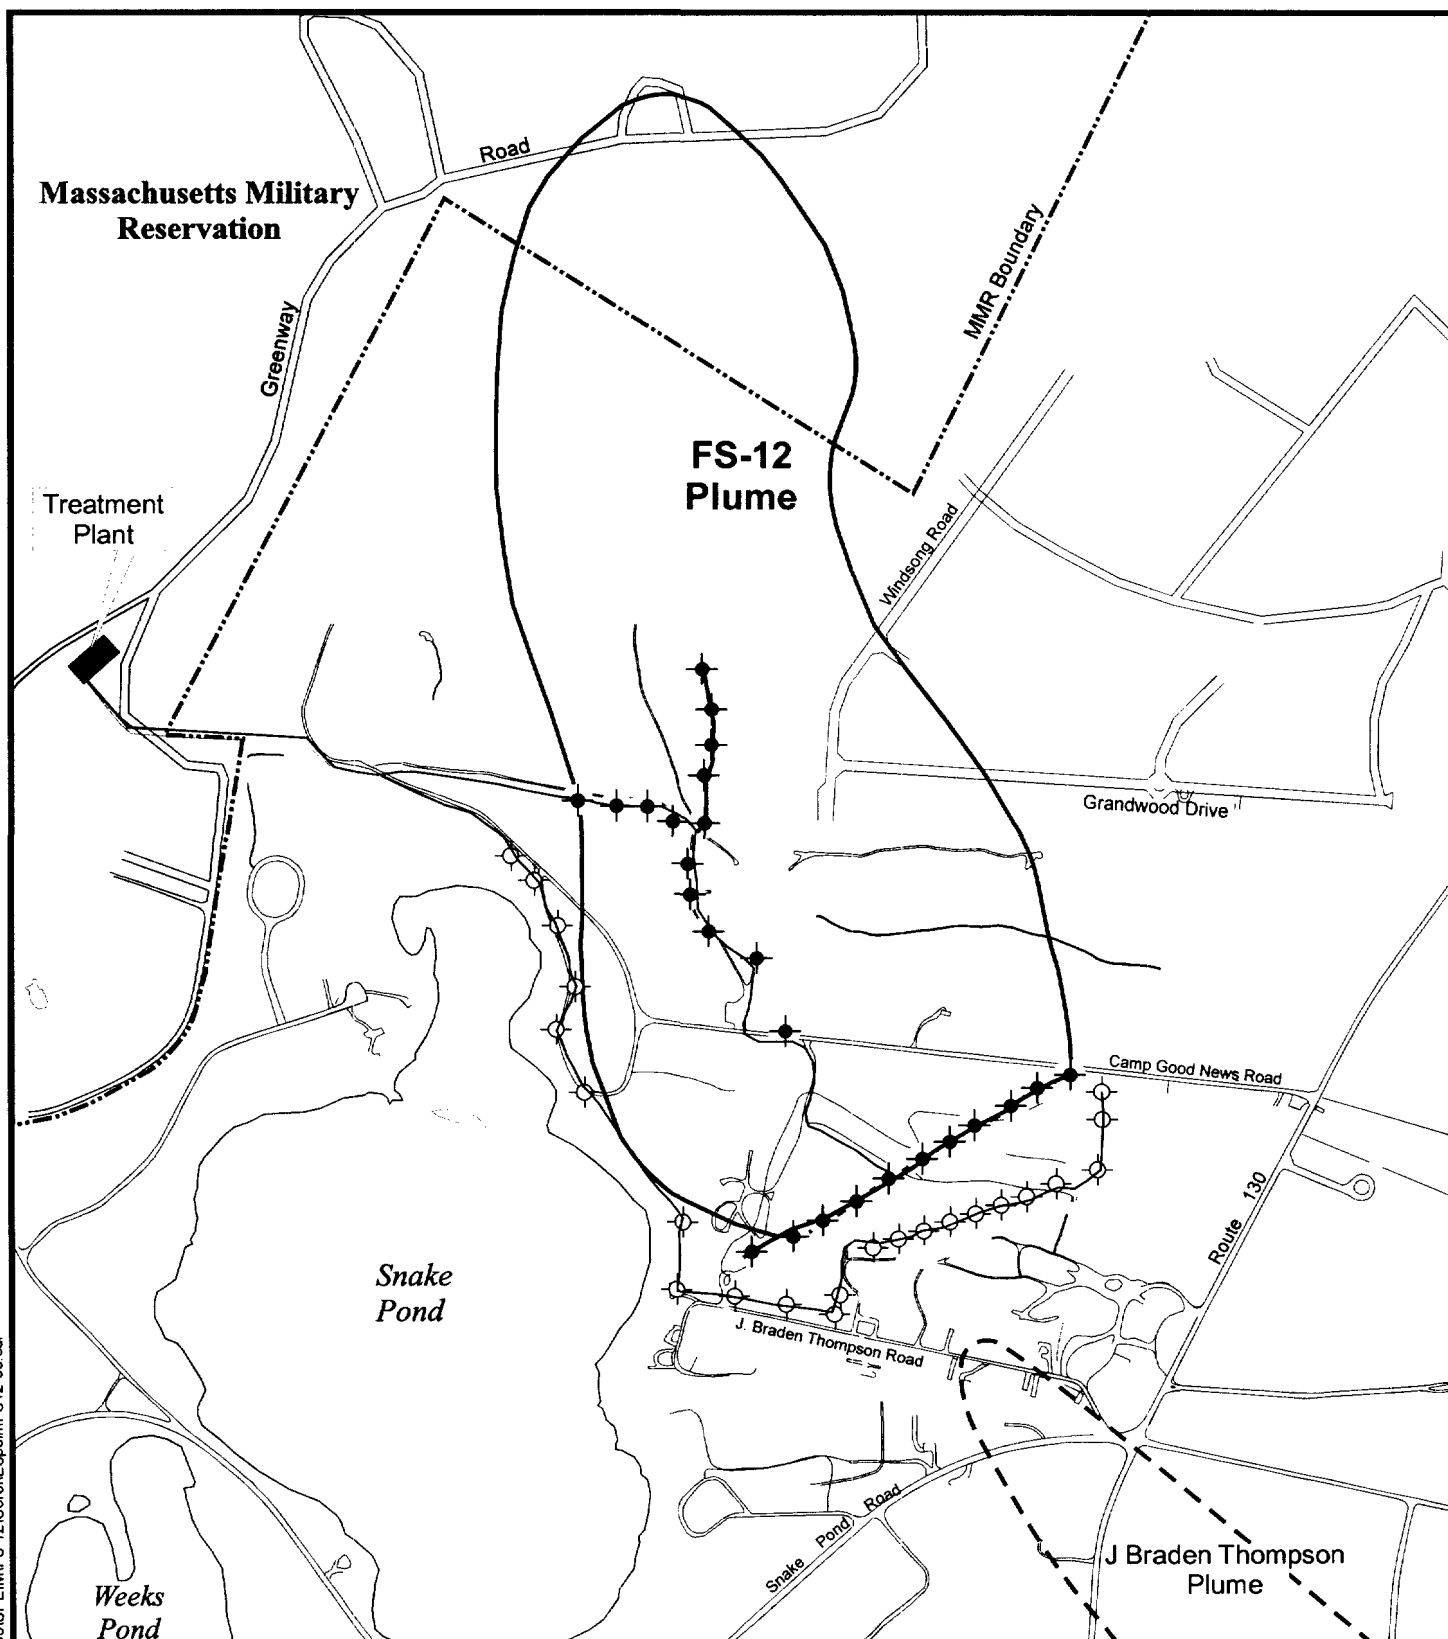 Road
Massachusetts Military
Reservation
MMR Boundary
Greenway
FS-12
Plume
Treatment
Plant
Windsong Road
Grandwood Drive
Camp Good News Road
Route 130
Snake
Pond
J. Braden Thompson Road
Snake Pond Road
J Braden Thompson
Plume
Weeks
Pond